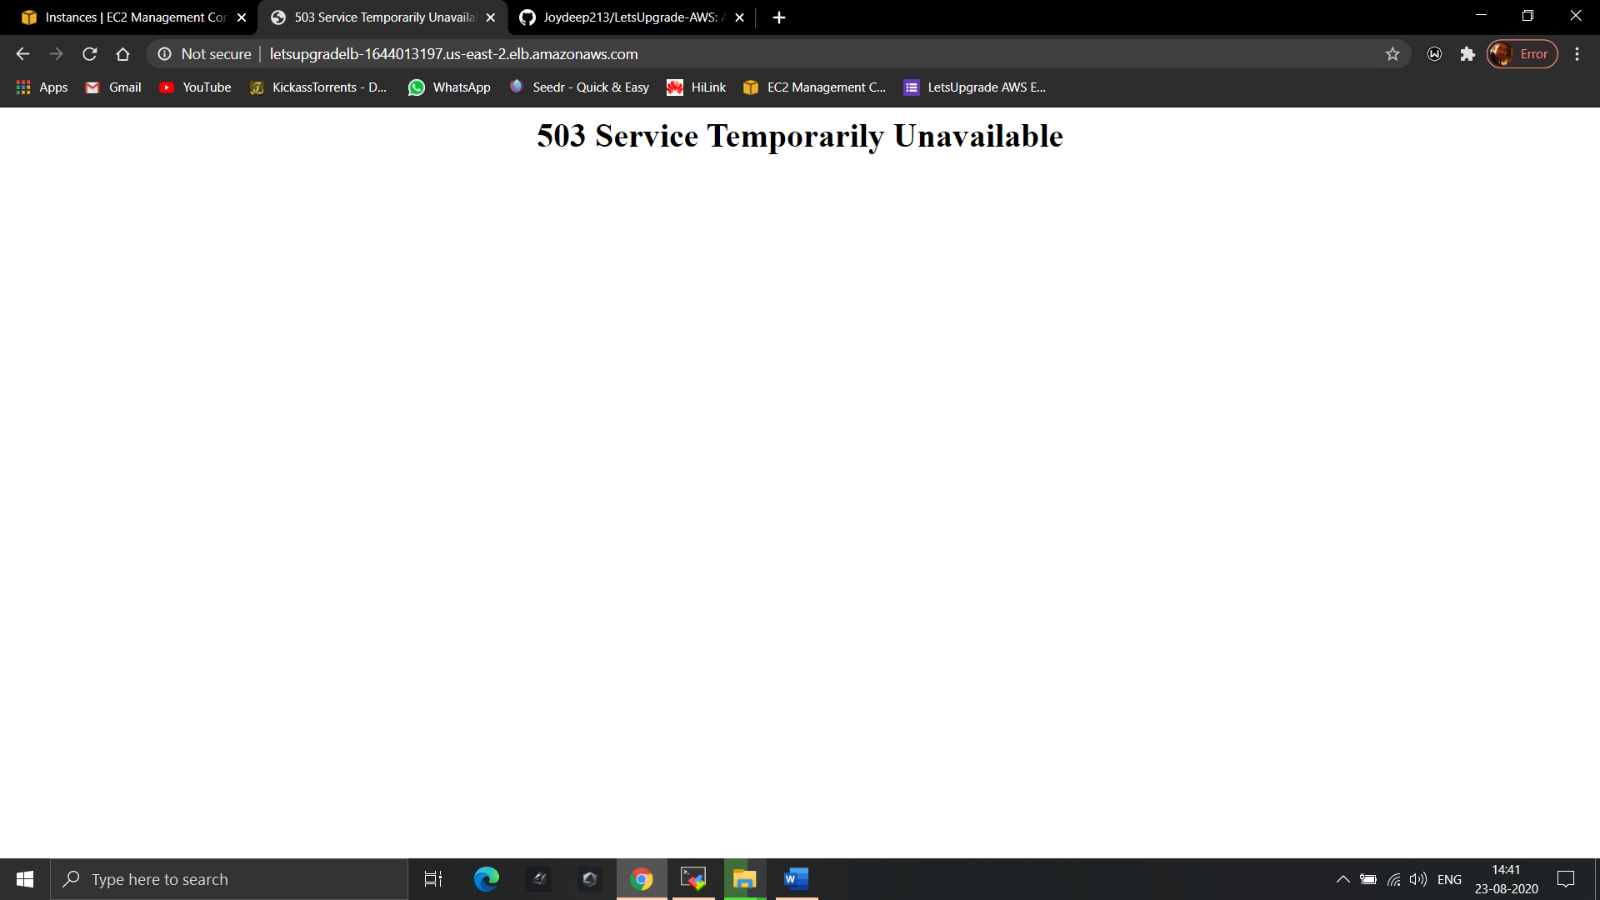 Instances | EC2 Management Cor
503 Service Temporarily Unavaila
Joydeep213/LetsUpgrade-AWS: A
Not secure
letsupgradelb-1644013197.us-east-2.elb.amazonaws.com
Error
Apps
Gmail
YouTube
KickassTorrents - D...
WhatsApp
Seedr - Quick & Easy
HiLink
EC2 Management C...
LetsUpgrade AWS E...
503 Service Temporarily Unavailable
Type here to search
ENG
14:41
23-08-2020